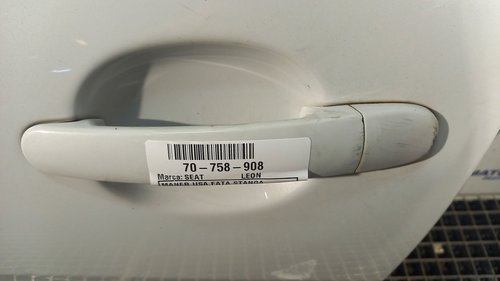 70-758-908
Marca: SEAT LEON
MANER USA FATA STANGA